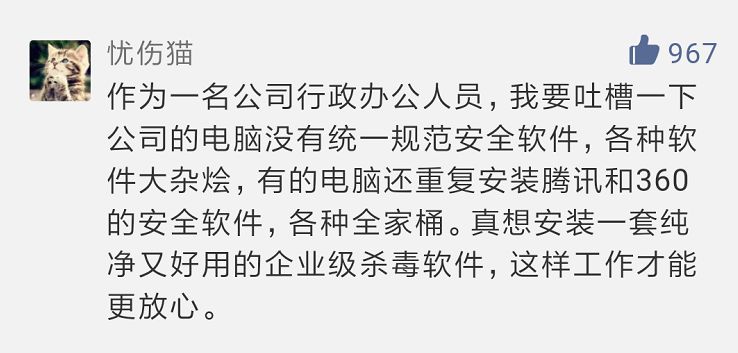 忧伤猫
967
作为一名公司行政办公人员，我要吐槽一下
公司的电脑没有统一规范安全软件，各种软
件大杂烩，有的电脑还重复安装腾讯和360
的安全软件，各种全家桶。真想安装一套纯
净又好用的企业级杀毒软件，这样工作才能
更放心。